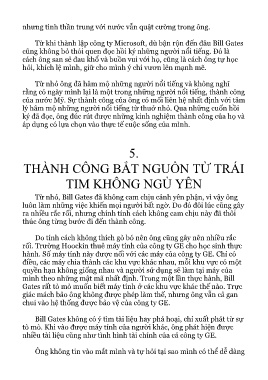 nhưng tinh thần trung với nước vẫn quật cường trong ông.
Từ khi thành lập công ty Microsoft, dù bận rộn đến đâu Bill Gates
cũng không bỏ thói quen đọc hồi ký những người nổi tiếng. Đó là
cách ông san sẻ đau khổ và buồn vui với họ, cũng là cách ông tự học
hỏi, khích lệ mình, giữ cho mình ý chí vươn lên mạnh mẽ.
Từ nhỏ ông đã hâm mộ những người nổi tiếng và không nghĩ
rằng có ngày mình lại là một trong những người nổi tiếng, thành công
của nước Mỹ. Sự thành công của ông có mối liên hệ nhất định với tâm
lý hâm mộ những người nổi tiếng từ thuở nhỏ. Qua những cuốn hồi
ký đã đọc, ông đúc rút được những kinh nghiệm thành công của họ và
áp dụng có lựa chọn vào thực tế cuộc sống của mình.
5.
THÀNH CÔNG BẮT NGUỒN TỪ TRÁI
TIM KHÔNG NGỦ YÊN
Từ nhỏ, Bill Gates đã không cam chịu cảnh yên phận, vì vậy ông
luôn làm những việc khiến mọi người bất ngờ. Do đó đôi lúc cũng gây
ra nhiều rắc rối, nhưng chính tính cách không cam chịu này đã thôi
thúc ông từng bước đi đến thành công.
Do tính cách không thích gò bó nên ông cũng gây nên nhiều rắc
rối. Trường Hoockin thuê máy tính của công ty GE cho học sinh thực
hành. Số máy tính này được nối với các máy của công ty GE. Chỉ có
điều, các máy chia thành các khu vực khác nhau, mỗi khu vực có một
quyền hạn không giống nhau và người sử dụng sẽ làm tại máy của
mình theo những mật mã nhất định. Trong một lần thực hành, Bill
Gates rất tò mò muốn biết máy tính ở các khu vực khác thế nào. Trực
giác mách bảo ông không được phép làm thế, nhưng ông vẫn cả gan
chui vào hệ thống được bảo vệ của công ty GE.
Bill Gates không có ý tìm tài liệu hay phá hoại, chỉ xuất phát từ sự
tò mò. Khi vào được máy tính của người khác, ông phát hiện được
nhiều tài liệu cũng như tình hình tài chính của cả công ty GE.
Ông không tin vào mắt mình và tự hỏi tại sao mình có thể dễ dàng